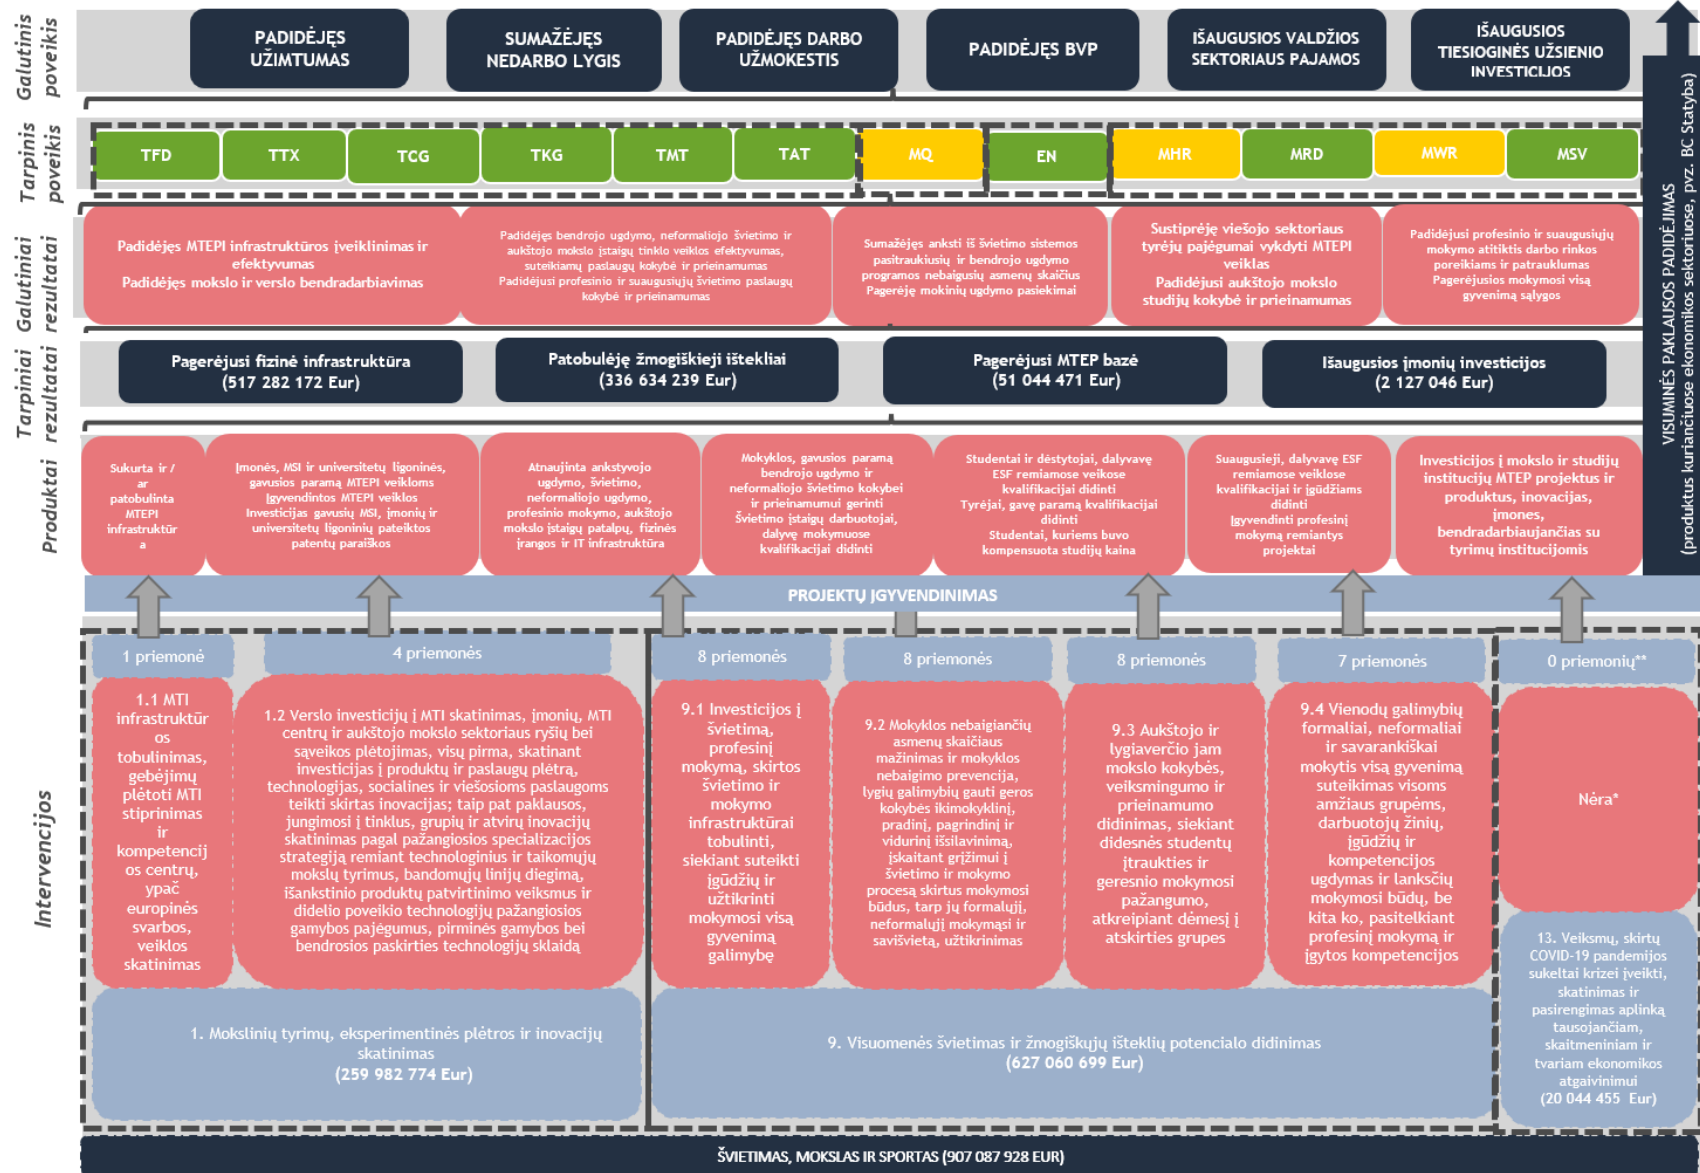 Galutinis
poveikis
PADIDĖJĘS
UŽIMTUMAS
SUMAŽĖJĘS
NEDARBO LYGIS
PADIDĖJĘS DARBO
UŽMOKESTIS
PADIDĖJĘS BVP
IŠAUGUSIOS VALDŽIOS
SEKTORIAUS PAJAMOS
IŠAUGUSIOS
TIESIOGINĖS UŽSIENIO
INVESTICIJOS
Tarpinis
poveikis
TFD
TTX
TCG
TKG
TMT
TAT
MQ
EN
MHR
MRD
MWR
MSV
Galutiniai
rezultatai
Padidėjęs MTEPI infrastruktūros įveiklinimas ir
efektyvumas
Padidėjęs mokslo ir verslo bendradarbiavimas
Padidėjęs bendrojo ugdymo, neformaliojo švietimo ir
aukštojo mokslo įstaigų tinklo veiklos efektyvumas,
suteikiamų paslaugų kokybė ir prieinamumas
Padidėjusi profesinio ir suaugusiųjų švietimo paslaugų
kokybė ir prieinamumas
Sumažėjęs anksti iš švietimo sistemos
pasitraukusių ir bendrojo ugdymo
programos nebaigusių asmenų skaičius
Pagerėję mokinių ugdymo pasiekimai
Sustiprėję viešojo sektoriaus
tyrėjų pajėgumai vykdyti MTEPI
veiklas
Padidėjusi aukštojo mokslo
studijų kokybė ir prieinamumas
Padidėjusi profesinio ir suaugusiųjų
mokymo atitiktis darbo rinkos
poreikiams ir patrauklumas
Pagerėjusios mokymosi visą
gyvenimą sąlygos
Tarpiniai
rezultatai
Pagerėjusi fizinė infrastruktūra
(517 282 172 Eur)
Patobulėję žmogiškieji ištekliai
(336 634 239 Eur)
Pagerėjusi MTEP bazė
(51 044 471 Eur)
Išaugusios įmonių investicijos
(2 127 046 Eur)
Produktai
Sukurta ir /
ar
patobulinta
MTEPI
infrastruktūr
a
Įmonės, MSI ir universitetų ligoninės,
gavusios paramą MTEPI veikloms
Įgyvendintos MTEPI veiklos
Investicijas gavusių MSI, įmonių ir
universitetų ligoninių pateiktos
patentų paraiškos
Atnaujinta ankstyvojo
ugdymo, švietimo,
neformaliojo ugdymo,
profesinio mokymo, aukštojo
mokslo įstaigų patalpų, fizinės
įrangos ir IT infrastruktūra
Mokyklos, gavusios paramą
bendrojo ugdymo ir
neformaliojo švietimo kokybei
ir prieinamumui gerinti
Švietimo įstaigų darbuotojai,
dalyvę mokymuose
kvalifikacijai didinti
Studentai ir dėstytojai, dalyvavę
ESF remiamose veikose
kvalifikacijai didinti
Tyrėjai, gavę paramą kvalifikacijai
didinti
Studentai, kuriems buvo
kompensuota studijų kaina
Suaugusieji, dalyvavę ESF
remiamose veiklose
kvalifikacijai ir įgūdžiams
didinti
Įgyvendinti profesinį
mokymą remiantys
projektai
Investicijos į mokslo ir studijų
institucijų MTEP projektus ir
produktus, inovacijas,
įmones,
bendradarbiaujančias su
tyrimų institucijomis
VISUMINĖS PAKLAUSOS PADIDĖJIMAS
(produktus kuriančiuose ekonomikos sektoriuose, pvz. BC Statyba)
PROJEKTŲ ĮGYVENDINIMAS
Intervencijos
1 priemonė
4 priemonės
8 priemonės
8 priemonės
8 priemonės
7 priemonės
0 priemonių**
1.1 MTI
infrastruktūr
os
tobulinimas,
gebėjimų
plėtoti MTI
stiprinimas
ir
kompetencij
os centrų,
ypač
europinės
svarbos,
veiklos
skatinimas
1.2 Verslo investicijų į MTI skatinimas, įmonių, MTI
centrų ir aukštojo mokslo sektoriaus ryšių bei
sąveikos plėtojimas, visų pirma, skatinant
investicijas į produktų ir paslaugų plėtrą,
technologijas, socialines ir viešosioms paslaugoms
teikti skirtas inovacijas; taip pat paklausos,
jungimosi į tinklus, grupių ir atvirų inovacijų
skatinimas pagal pažangiosios specializacijos
strategiją remiant technologinius ir taikomųjų
mokslų tyrimus, bandomųjų linijų diegimą,
išankstinio produktų patvirtinimo veiksmus ir
didelio poveikio technologijų pažangiosios
gamybos pajėgumus, pirminės gamybos bei
bendrosios paskirties technologijų sklaidą
9.1 Investicijos į
švietimą,
profesinį
mokymą, skirtos
švietimo ir
mokymo
infrastruktūrai
tobulinti,
siekiant suteikti
įgūdžių ir
užtikrinti
mokymosi visą
gyvenimą
galimybę
9.2 Mokyklos nebaigiančių
asmenų skaičiaus
mažinimas ir mokyklos
nebaigimo prevencija,
lygių galimybių gauti geros
kokybės ikimokyklinį,
pradinį, pagrindinį ir
vidurinį išsilavinimą,
įskaitant grįžimui į
švietimo ir mokymo
procesą skirtus mokymosi
būdus, tarp jų formalųjį,
neformalųjį mokymąsi ir
savišvietą, užtikrinimas
9.3 Aukštojo ir
lygiaverčio jam
mokslo kokybės,
veiksmingumo ir
prieinamumo
didinimas, siekiant
didesnės studentų
įtraukties ir
geresnio mokymosi
pažangumo,
atkreipiant dėmesį į
atskirties grupes
9.4 Vienodų galimybių
formaliai, neformaliai
ir savarankiškai
mokytis visą gyvenimą
suteikimas visoms
amžiaus grupėms,
darbuotojų žinių,
įgūdžių ir
kompetencijos
ugdymas ir lanksčių
mokymosi būdų, be
kita ko, pasitelkiant
profesinį mokymą ir
įgytos kompetencijos
Nėra*
1. Mokslinių tyrimų, eksperimentinės plėtros ir inovacijų
skatinimas
(259 982 774 Eur)
9. Visuomenės švietimas ir žmogiškųjų išteklių potencialo didinimas
(627 060 699 Eur)
13. Veiksmų, skirtų
COVID-19 pandemijos
sukeltai krizei įveikti,
skatinimas ir
pasirengimas aplinką
tausojančiam,
skaitmeniniam ir
tvariam ekonomikos
atgaivinimui
(20 044 455 Eur)
ŠVIETIMAS, MOKSLAS IR SPORTAS (907 087 928 EUR)